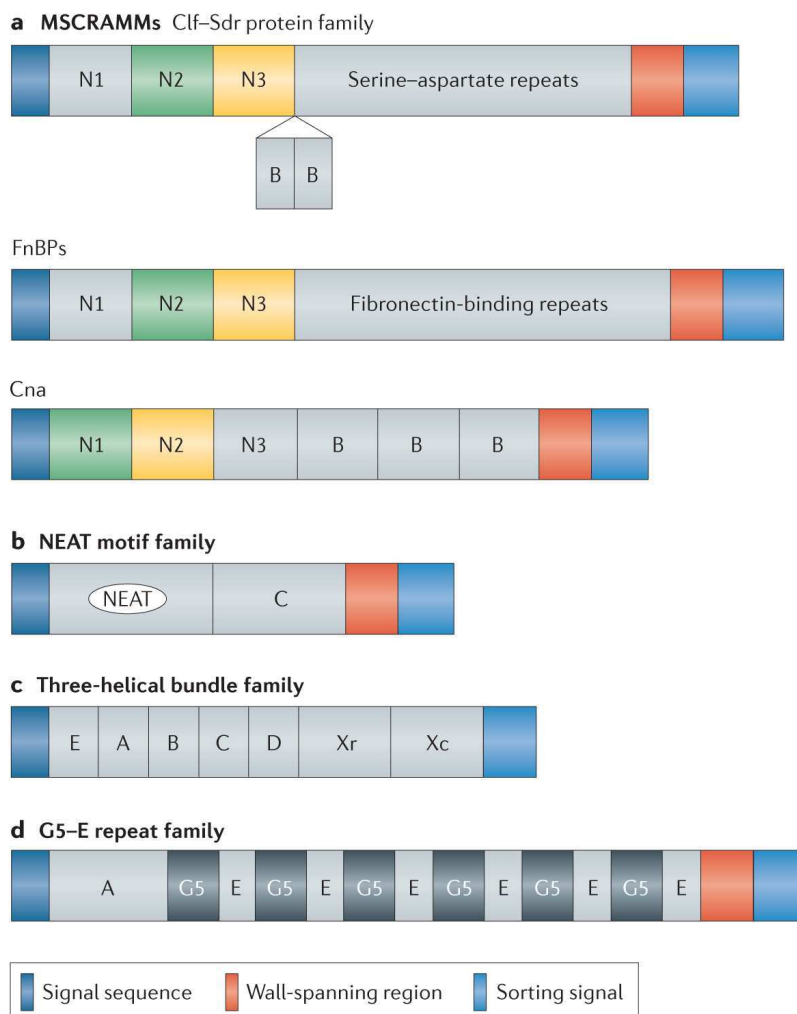 a MSCRAMMs Clf–Sdr protein family
N1 N2 N3 Serine–aspartate repeats
B B
FnBPs
N1 N2 N3 Fibronectin-binding repeats
Cna
N1 N2 N3 B B B
b NEAT motif family
NEAT C
c Three-helical bundle family
E A B C D Xr Xc
d G5–E repeat family
A G5 E G5 E G5 E G5 E G5 E G5 E
Signal sequence Wall-spanning region Sorting signal